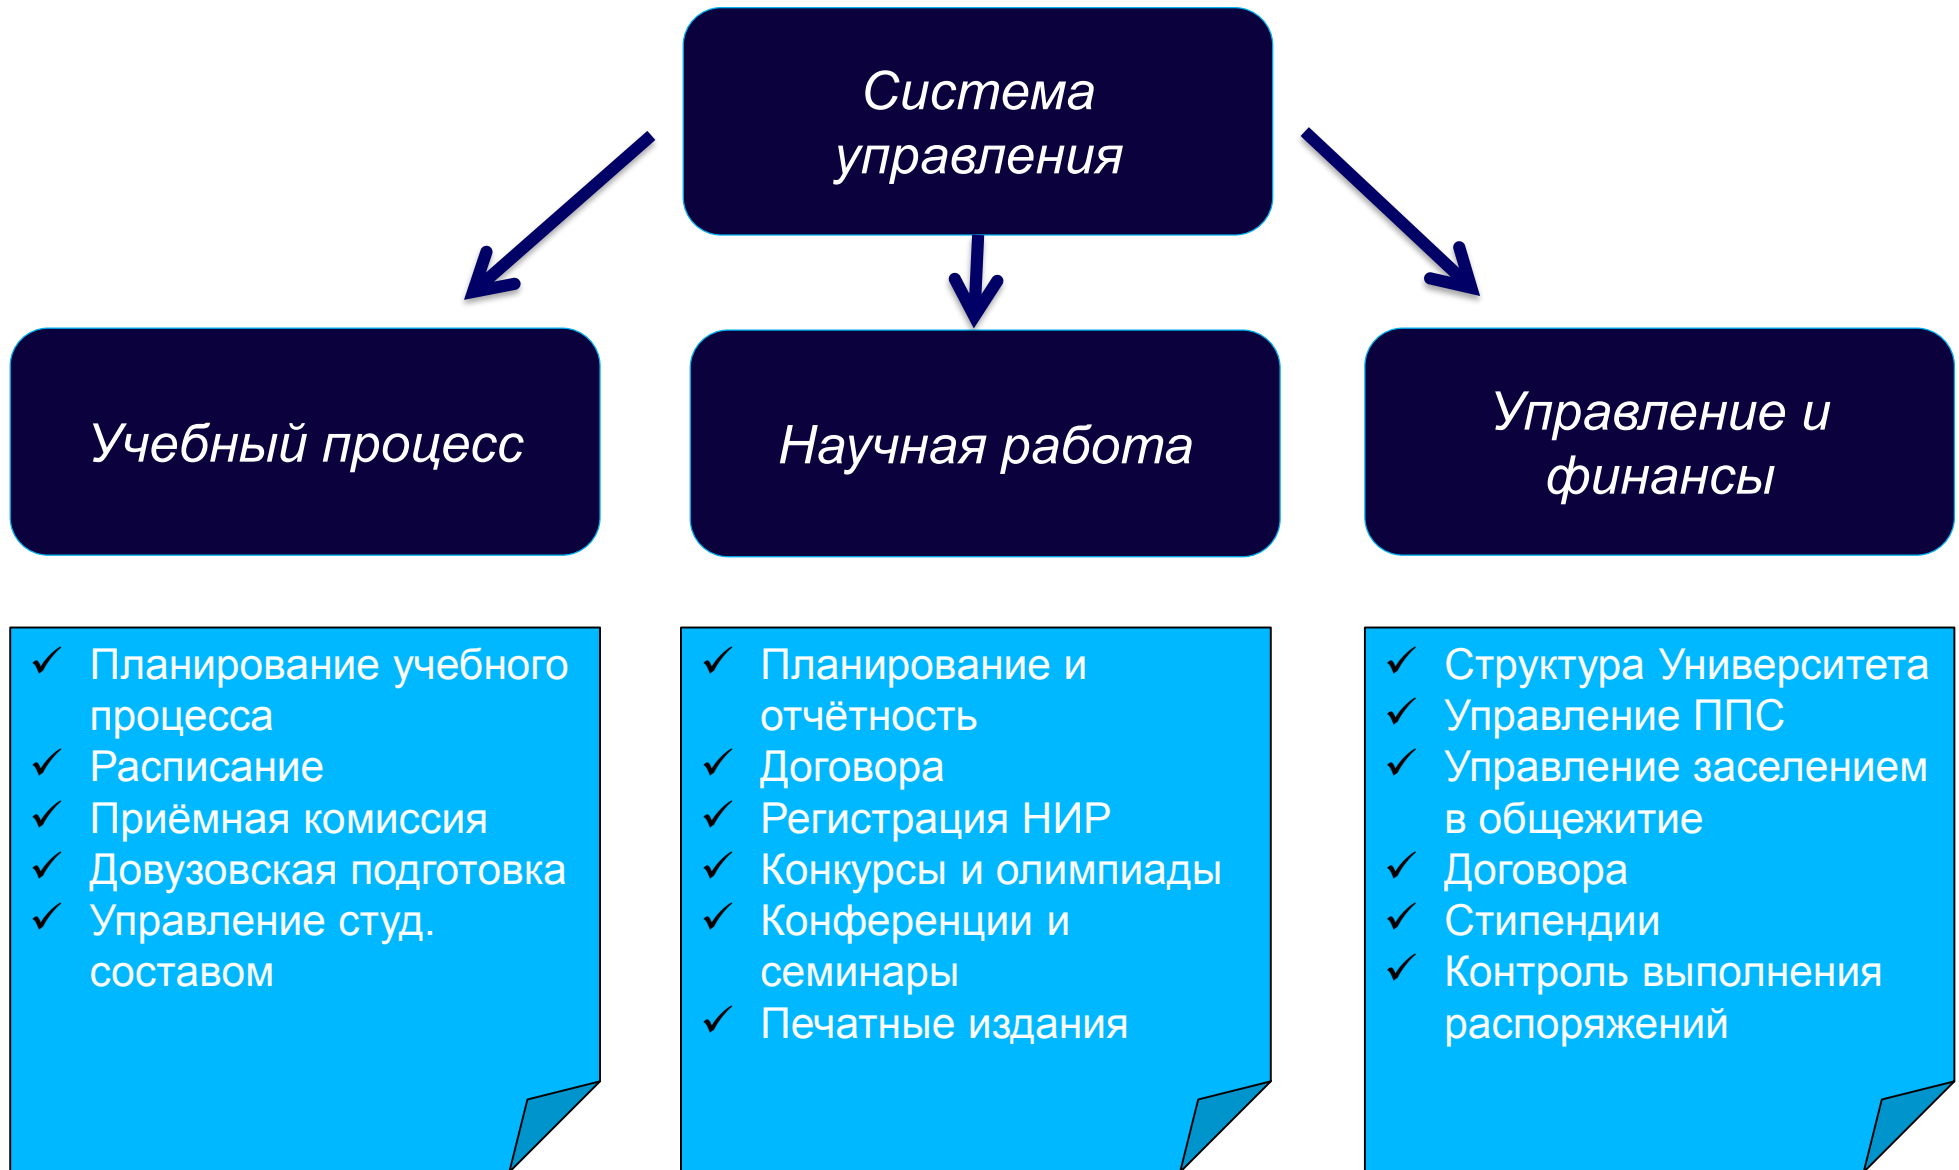 Система
управления
Учебный процесс
Научная работа
Управление и
финансы
Планирование учебного
процесса
Расписание
Приёмная комиссия
Довузовская подготовка
Управление студ.
составом
Планирование и
отчётность
Договора
Регистрация НИР
Конкурсы и олимпиады
Конференции и
семинары
Печатные издания
Структура Университета
Управление ППС
Управление заселением
в общежитие
Договора
Стипендии
Контроль выполнения
распоряжений